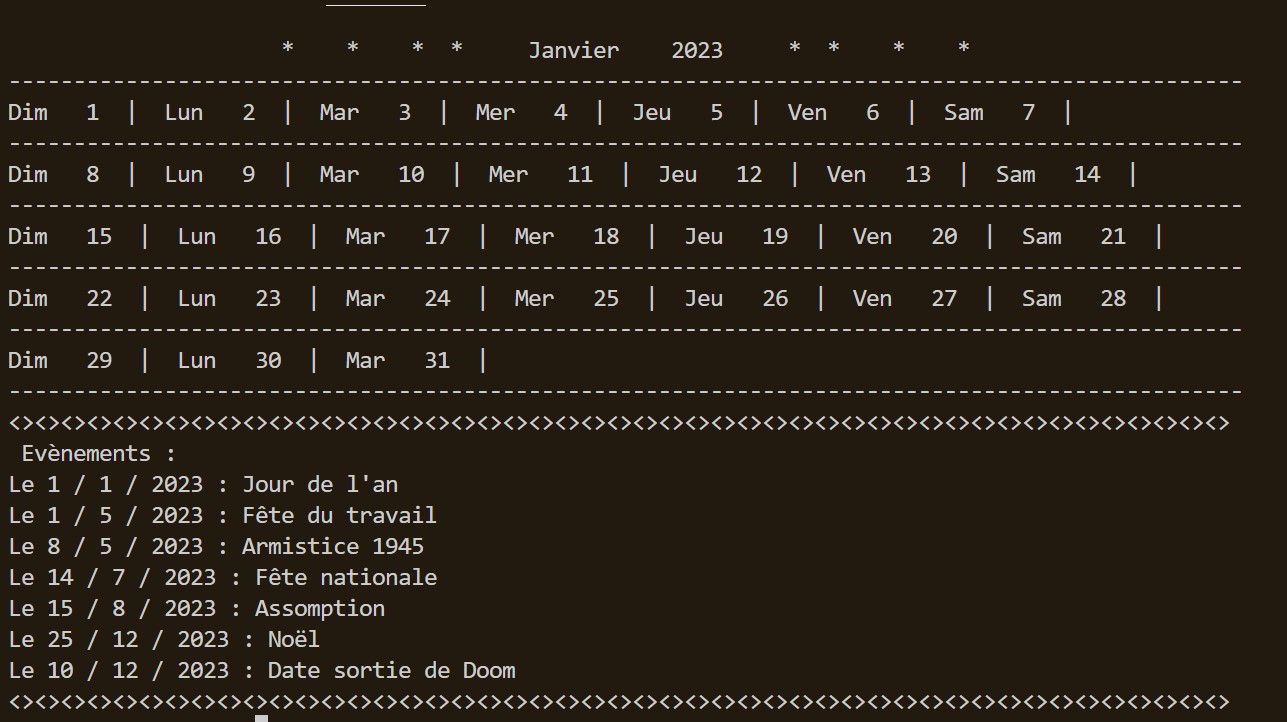 *    *    *  *     Janvier    2023     *  *    *    *
-----------------------------------------------------------------------------------------------
Dim   1  |  Lun   2  |  Mar   3  |  Mer   4  |  Jeu   5  |  Ven   6  |  Sam   7  |
-----------------------------------------------------------------------------------------------
Dim   8  |  Lun   9  |  Mar   10  |  Mer   11  |  Jeu   12  |  Ven   13  |  Sam   14  |
-----------------------------------------------------------------------------------------------
Dim   15  |  Lun   16  |  Mar   17  |  Mer   18  |  Jeu   19  |  Ven   20  |  Sam   21  |
-----------------------------------------------------------------------------------------------
Dim   22  |  Lun   23  |  Mar   24  |  Mer   25  |  Jeu   26  |  Ven   27  |  Sam   28  |
-----------------------------------------------------------------------------------------------
Dim   29  |  Lun   30  |  Mar   31  |
-----------------------------------------------------------------------------------------------
<><><><><><><><><><><><><><><><><><><><><><><><><><><><><><><><><><><><><><><><><><><><><><>
Evènements :
Le 1 / 1 / 2023 : Jour de l'an
Le 1 / 5 / 2023 : Fête du travail
Le 8 / 5 / 2023 : Armistice 1945
Le 14 / 7 / 2023 : Fête nationale
Le 15 / 8 / 2023 : Assomption
Le 25 / 12 / 2023 : Noël
Le 10 / 12 / 2023 : Date sortie de Doom
<><><><><><><><><><><><><><><><><><><><><><><><><><><><><><><><><><><><><><><><><><><><><><>